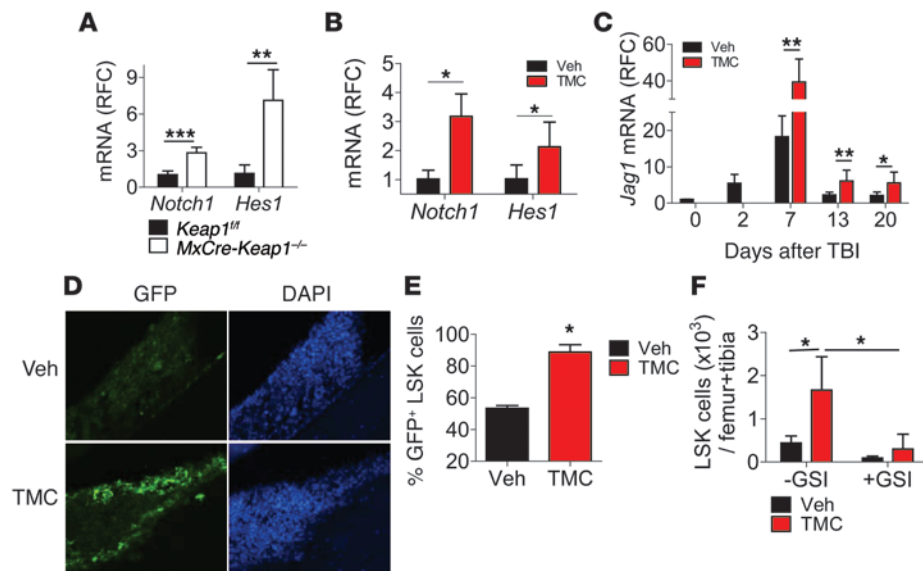 A
mRNA (RFC)
9
6
3
0
***
**
Notch1 Hes1
Keap1f/f
MxCre-Keap1–/–
B
mRNA (RFC)
5
4
3
2
1
*
*
Veh
TMC
Notch1 Hes1
C
Jag1 mRNA (RFC)
60
40
20
10
0
**
**
*
Veh
TMC
0 2 7 13 20
Days after TBI
D
GFP DAPI
Veh
TMC
E
% GFP+ LSK cells
100
80
60
40
20
*
Veh
TMC
Veh TMC
F
LSK cells (x10³)
/ femur+tibia
3
2
1
0
*
*
-GSI +GSI
Veh
TMC